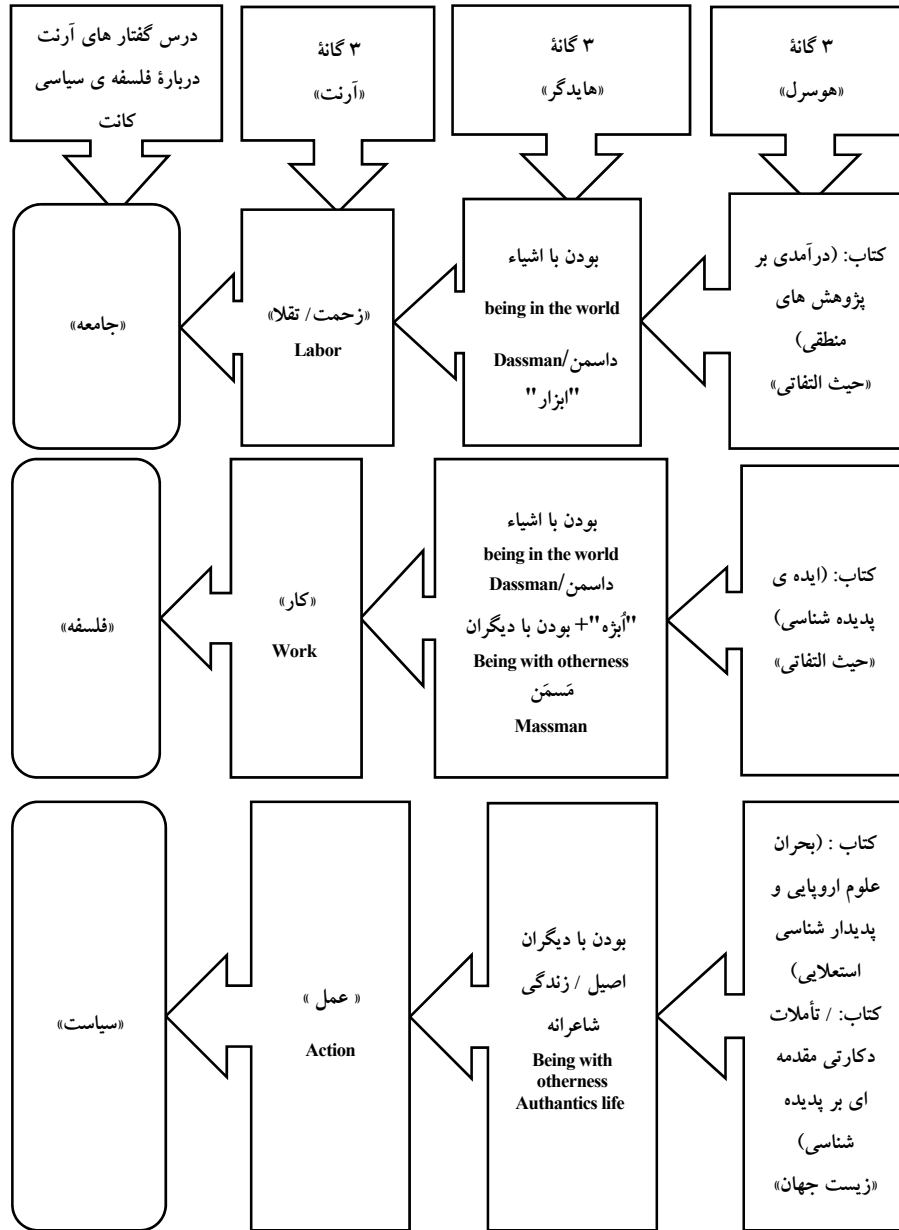 ۳ گانۀ
«هوسرل»
۳ گانۀ
«هایدگر»
۳ گانۀ
«آرنت»
درس گفتار های آرنت
دربارۀ فلسفه ی سیاسی
کانت
کتاب: (درآمدی بر
پژوهش های
منطقی)
«حیث التفاتی»
بودن با اشیاء
being in the world
داسمن/Dassman
"ابزار"
«زحمت/ تقلا»
Labor
«جامعه»
کتاب: (ایده ی
پدیده شناسی)
«حیث التفاتی»
بودن با اشیاء
being in the world
داسمن/Dassman
"اُبژه"+ بودن با دیگران
Being with otherness
مَسمَن
Massman
«کار»
Work
«فلسفه»
کتاب : (بحران
علوم اروپایی و
پدیدار شناسی
استعلایی)
کتاب: / تأملات
دکارتی مقدمه
ای بر پدیده
شناسی)
«زیست جهان»
بودن با دیگران
اصیل / زندگی
شاعرانه
Being with
otherness
Authantics life
« عمل »
Action
«سیاست»